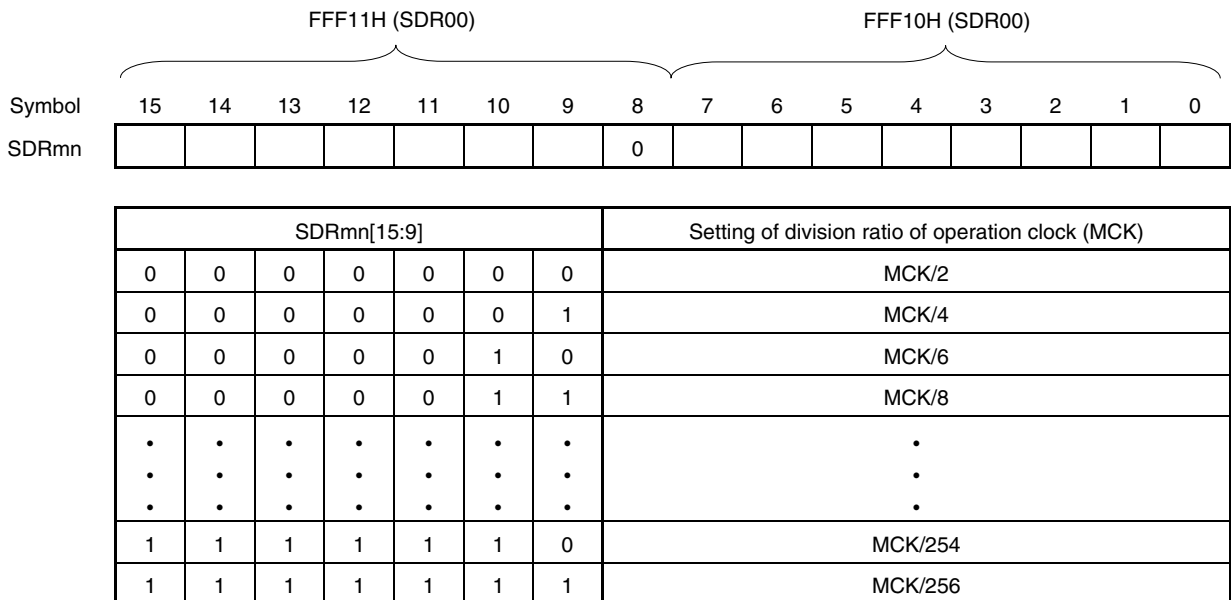 FFF11H (SDR00) FFF10H (SDR00)
Symbol 15 14 13 12 11 10 9 8 7 6 5 4 3 2 1 0
SDRmn 0
SDRmn[15:9] Setting of division ratio of operation clock (MCK)
0 0 0 0 0 0 0 MCK/2
0 0 0 0 0 0 1 MCK/4
0 0 0 0 0 1 0 MCK/6
0 0 0 0 0 1 1 MCK/8
• • • • • • • •
• • • • • • • •
• • • • • • • •
1 1 1 1 1 1 0 MCK/254
1 1 1 1 1 1 1 MCK/256